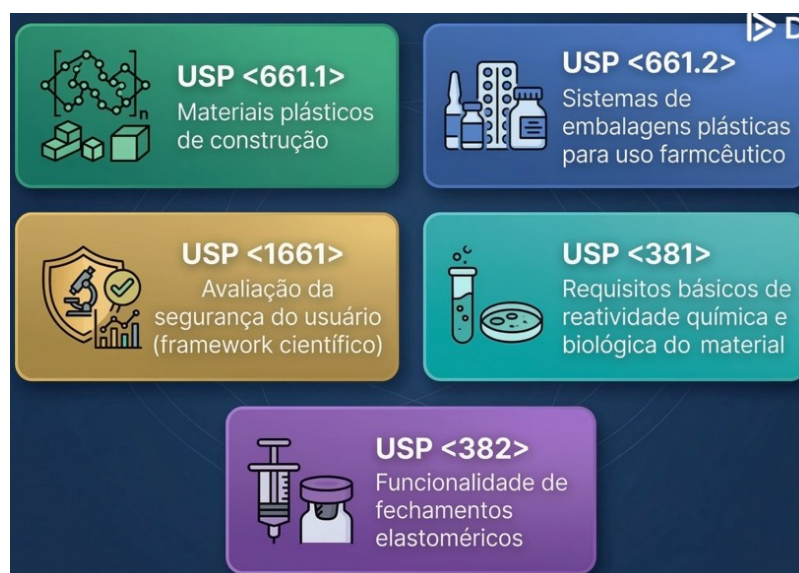 D
USP <661.1>
Materiais plásticos
de construção
n
USP <661.2>
Sistemas de
embalagens plásticas
para uso farmcêutico
USP <1661>
Avaliação da
segurança do usuário
(framework científico)
USP <381>
Requisitos básicos de
reatividade química e
biológica do material
USP <382>
Funcionalidade de
fechamentos
elastoméricos